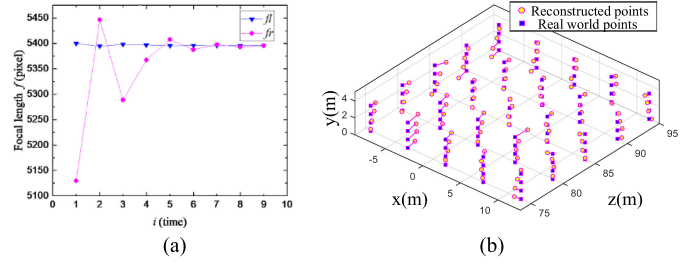 5450
5400
5350
5300
5250
5200
5150
5100
Focal length f (pixel)
fl
fr
0 1 2 3 4 5 6 7 8 9 10
i (time)
(a)
Reconstructed points
Real world points
4
2
0
y(m)
-5
0
5
10
x(m)
75
80
85
90
95
z(m)
(b)